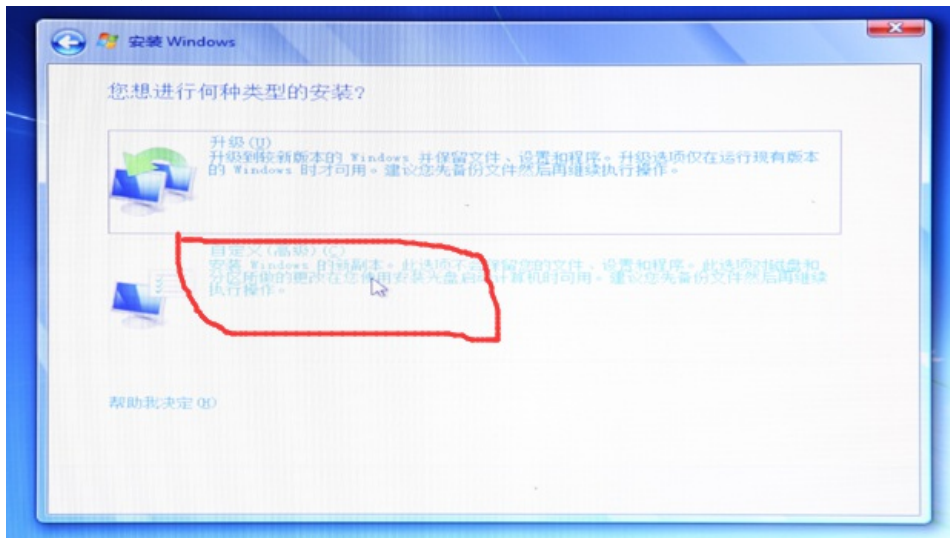 安装 Windows
您想进行何种类型的安装?
升级(U)
升级到较新版本的 Windows 并保留文件、设置和程序。升级选项仅在运行现有版本
的 Windows 时才可用。建议您先备份文件然后再继续执行操作。
自定义(高级)(C)
安装 Windows 的新副本。此选项不会保留您的文件、设置和程序。此选项对磁盘和
分区所做的更改在您使用安装光盘启动计算机时可用。建议您先备份文件然后再继续
执行操作。
帮助我决定(H)